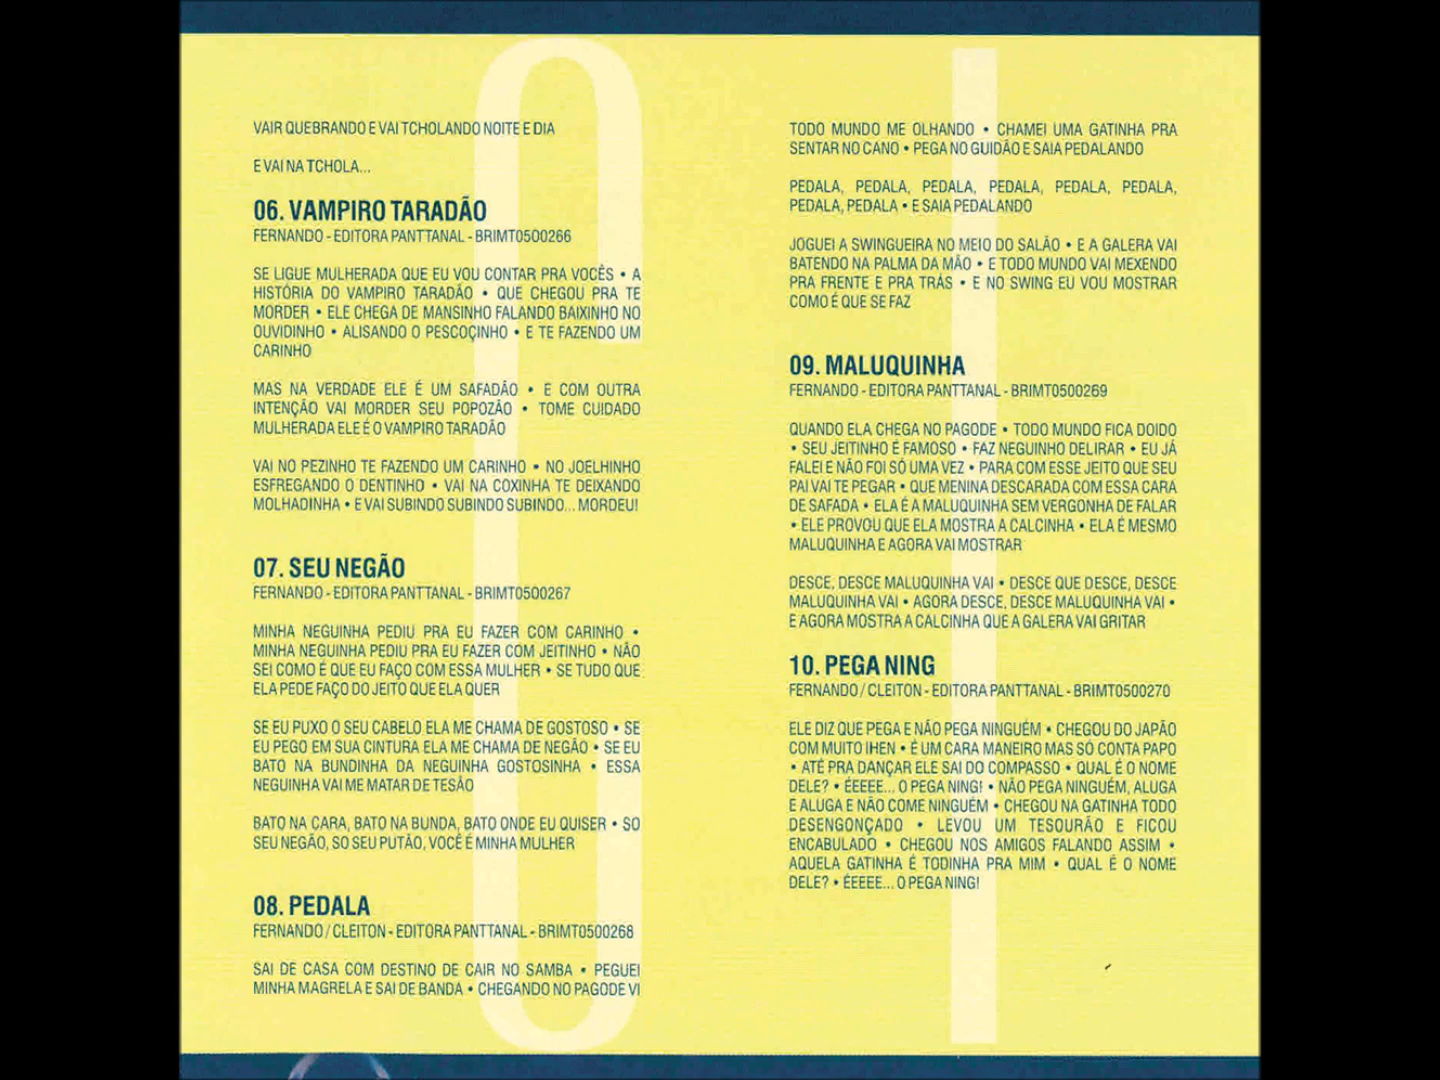 VAIR QUEBRANDO E VAI TCHOLANDO NOITE E DIA
E VAI NA TCHOLA...
06. VAMPIRO TARADÃO
FERNANDO - EDITORA PANTTANAL - BRIMT0500266
SE LIGUE MULHERADA QUE EU VOU CONTAR PRA VOCÊS • A
HISTÓRIA DO VAMPIRO TARADÃO • QUE CHEGOU PRA TE
MORDER • ELE CHEGA DE MANSINHO FALANDO BAIXINHO NO
OUVIDINHO • ALISANDO O PESCOÇINHO • E TE FAZENDO UM
CARINHO
MAS NA VERDADE ELE É UM SAFADÃO • E COM OUTRA
INTENÇÃO VAI MORDER SEU POPOZÃO • TOME CUIDADO
MULHERADA ELE É O VAMPIRO TARADÃO
VAI NO PEZINHO TE FAZENDO UM CARINHO • NO JOELHINHO
ESFREGANDO O DENTINHO • VAI NA COXINHA TE DEIXANDO
MOLHADINHA • E VAI SUBINDO SUBINDO SUBINDO... MORDEU!
07. SEU NEGÃO
FERNANDO - EDITORA PANTTANAL - BRIMT0500267
MINHA NEGUINHA PEDIU PRA EU FAZER COM CARINHO •
MINHA NEGUINHA PEDIU PRA EU FAZER COM JEITINHO • NÃO
SEI COMO É QUE EU FAÇO COM ESSA MULHER • SE TUDO QUE
ELA PEDE FAÇO DO JEITO QUE ELA QUER
SE EU PUXO O SEU CABELO ELA ME CHAMA DE GOSTOSO • SE
EU PEGO EM SUA CINTURA ELA ME CHAMA DE NEGÃO • SE EU
BATO NA BUNDINHA DA NEGUINHA GOSTOSINHA • ESSA
NEGUINHA VAI ME MATAR DE TESÃO
BATO NA CARA, BATO NA BUNDA, BATO ONDE EU QUISER • SO
SEU NEGÃO, SO SEU PUTÃO, VOCÊ É MINHA MULHER
08. PEDALA
FERNANDO / CLEITON - EDITORA PANTTANAL - BRIMT0500268
SAI DE CASA COM DESTINO DE CAIR NO SAMBA • PEGUEI
MINHA MAGRELA E SAI DE BANDA • CHEGANDO NO PAGODE VI
TODO MUNDO ME OLHANDO • CHAMEI UMA GATINHA PRA
SENTAR NO CANO • PEGA NO GUIDÃO E SAIA PEDALANDO
PEDALA, PEDALA, PEDALA, PEDALA, PEDALA, PEDALA,
PEDALA, PEDALA • E SAIA PEDALANDO
JOGUEI A SWINGUEIRA NO MEIO DO SALÃO • E A GALERA VAI
BATENDO NA PALMA DA MÃO • E TODO MUNDO VAI MEXENDO
PRA FRENTE E PRA TRÁS • E NO SWING EU VOU MOSTRAR
COMO É QUE SE FAZ
09. MALUQUINHA
FERNANDO - EDITORA PANTTANAL - BRIMT0500269
QUANDO ELA CHEGA NO PAGODE • TODO MUNDO FICA DOIDO
• SEU JEITINHO É FAMOSO • FAZ NEGUINHO DELIRAR • EU JÁ
FALEI E NÃO FOI SÓ UMA VEZ • PARA COM ESSE JEITO QUE SEU
PAI VAI TE PEGAR • QUE MENINA DESCARADA COM ESSA CARA
DE SAFADA • ELA É A MALUQUINHA SEM VERGONHA DE FALAR
• ELE PROVOU QUE ELA MOSTRA A CALCINHA • ELA É MESMO
MALUQUINHA E AGORA VAI MOSTRAR
DESCE, DESCE MALUQUINHA VAI • DESCE QUE DESCE, DESCE
MALUQUINHA VAI • AGORA DESCE, DESCE MALUQUINHA VAI •
E AGORA MOSTRA A CALCINHA QUE A GALERA VAI GRITAR
10. PEGA NING
FERNANDO / CLEITON - EDITORA PANTTANAL - BRIMT0500270
ELE DIZ QUE PEGA E NÃO PEGA NINGUÉM • CHEGOU DO JAPÃO
COM MUITO IHEN • É UM CARA MANEIRO MAS SÓ CONTA PAPO
• ATÉ PRA DANÇAR ELE SAI DO COMPASSO • QUAL É O NOME
DELE? • ÉEEEE... O PEGA NING! • NÃO PEGA NINGUÉM, ALUGA
E ALUGA E NÃO COME NINGUÉM • CHEGOU NA GATINHA TODO
DESENGONÇADO • LEVOU UM TESOURÃO E FICOU
ENCABULADO • CHEGOU NOS AMIGOS FALANDO ASSIM •
AQUELA GATINHA É TODINHA PRA MIM • QUAL É O NOME
DELE? • ÉEEEE... O PEGA NING!